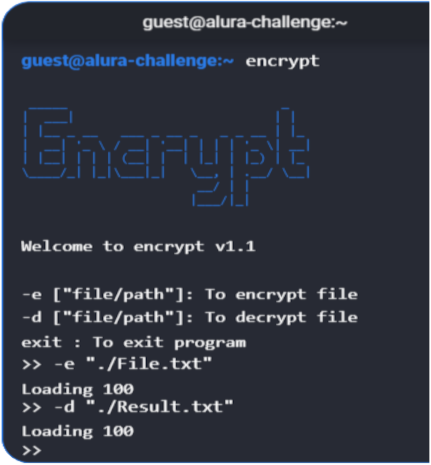 guest@alura-challenge:~
guest@alura-challenge:~ encrypt
Encrypt
Welcome to encrypt v1.1
-e ["file/path"]: To encrypt file
-d ["file/path"]: To decrypt file
exit : To exit program
>> -e "./File.txt"
Loading 100
>> -d "./Result.txt"
Loading 100
>>